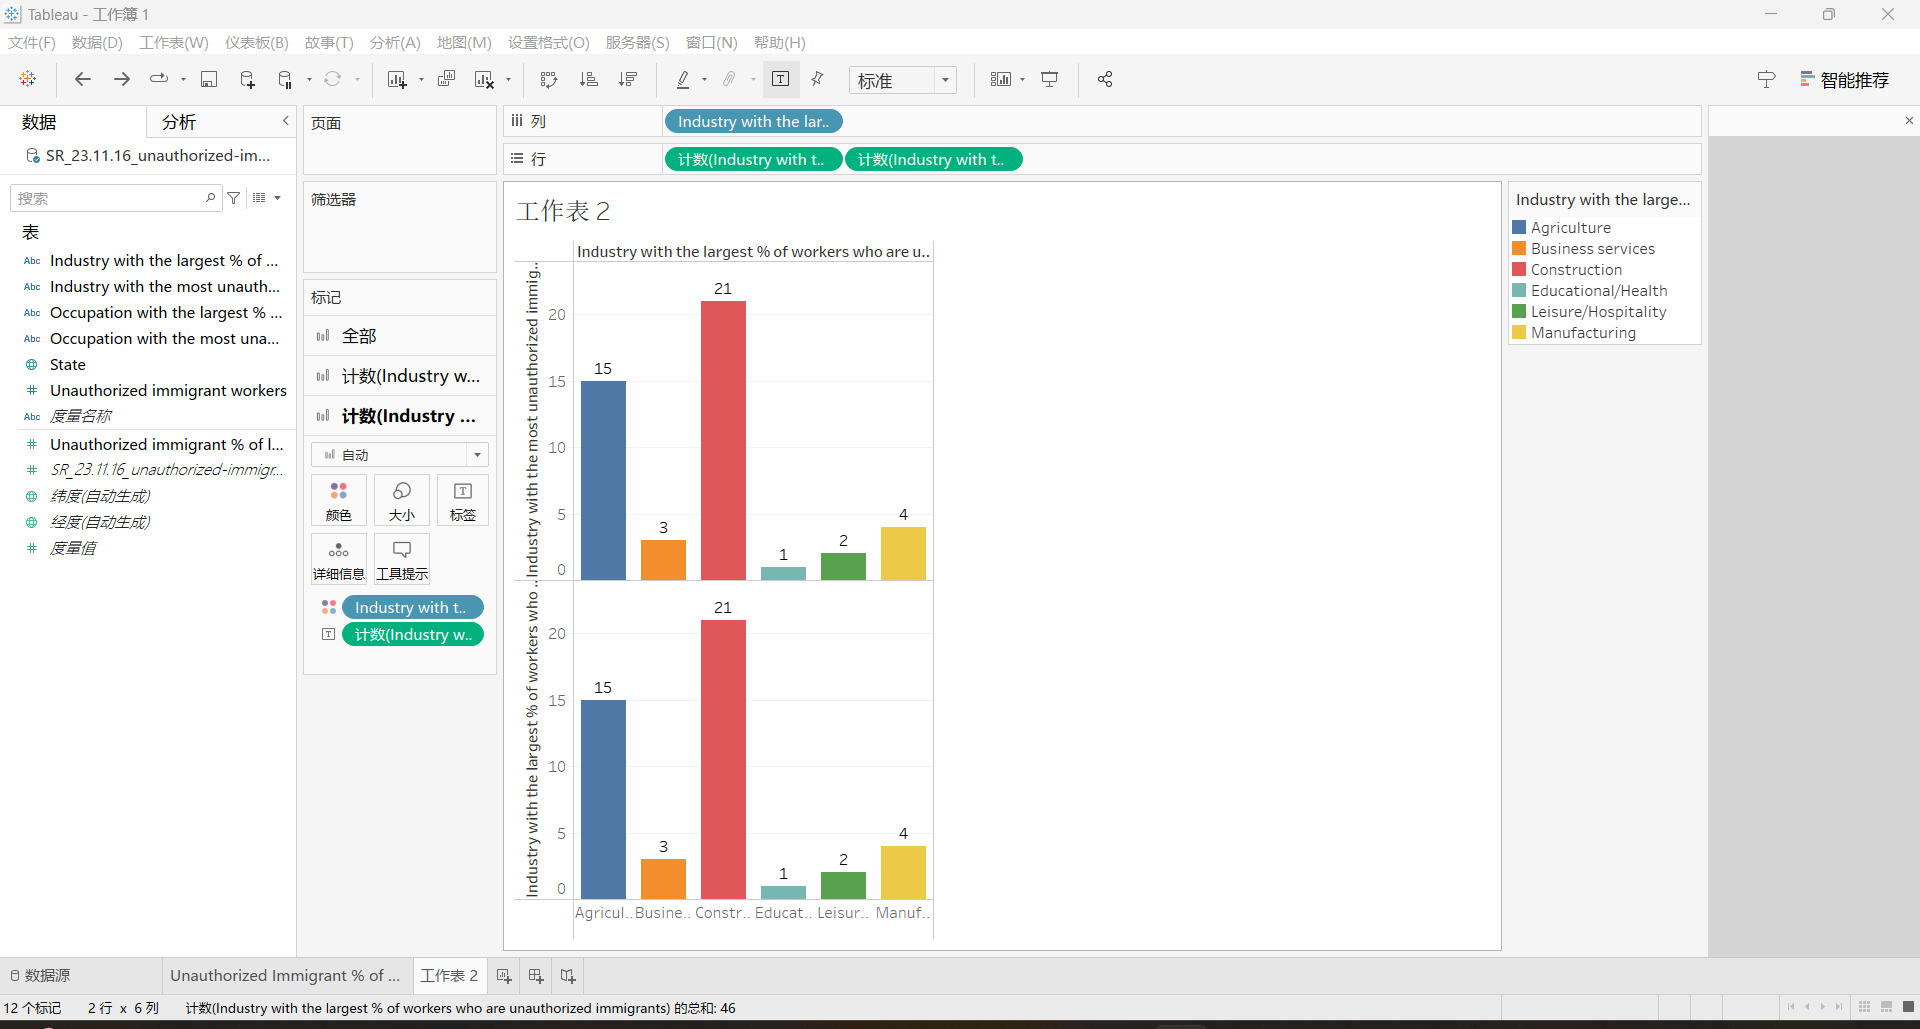 Tableau - 工作簿 1
文件(F) 数据(D) 工作表(W) 仪表板(B) 故事(T) 分析(A) 地图(M) 设置格式(O) 服务器(S) 窗口(N) 帮助(H)
标准
智能推荐
数据
分析
SR_23.11.16_unauthorized-im...
搜索
表
Abc Industry with the largest % of ...
Abc Industry with the most unauth...
Abc Occupation with the largest % ...
Abc Occupation with the most una...
State
# Unauthorized immigrant workers
Abc 度量名称
# Unauthorized immigrant % of l...
# SR_23.11.16_unauthorized-immigr...
纬度(自动生成)
经度(自动生成)
# 度量值
页面
筛选器
标记
全部
计数(Industry w...
计数(Industry ...
自动
颜色
大小
标签
详细信息
工具提示
Industry with t..
计数(Industry w..
列
Industry with the lar..
行
计数(Industry with t..
计数(Industry with t..
工作表 2
Industry with the largest % of workers who are u..
Industry with the most unauthorized immig..
20
15
10
5
0
15
3
21
1
2
4
Industry with the largest % of workers who ..
20
15
10
5
0
15
3
21
1
2
4
Agricul..
Busine..
Constr..
Educat..
Leisur..
Manuf..
Industry with the large...
Agriculture
Business services
Construction
Educational/Health
Leisure/Hospitality
Manufacturing
数据源
Unauthorized Immigrant % of ...
工作表 2
12 个标记 2 行 x 6 列 计数(Industry with the largest % of workers who are unauthorized immigrants) 的总和: 46